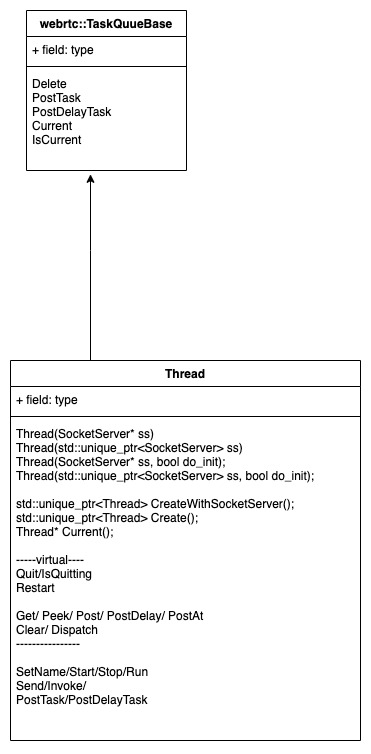 webrtc::TaskQuueBase
+ field: type
Delete
PostTask
PostDelayTask
Current
IsCurrent
Thread
+ field: type
Thread(SocketServer* ss)
Thread(std::unique_ptr<SocketServer> ss)
Thread(SocketServer* ss, bool do_init);
Thread(std::unique_ptr<SocketServer> ss, bool do_init);
std::unique_ptr<Thread> CreateWithSocketServer();
std::unique_ptr<Thread> Create();
Thread* Current();
-----virtual----
Quit/IsQuitting
Restart
Get/ Peek/ Post/ PostDelay/ PostAt
Clear/ Dispatch
----------------
SetName/Start/Stop/Run
Send/Invoke/
PostTask/PostDelayTask